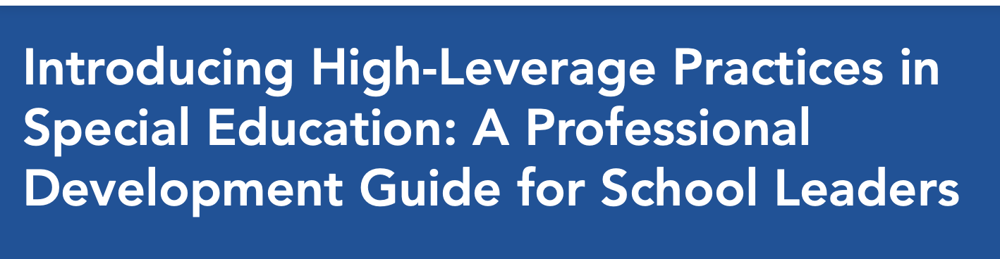 Introducing High-Leverage Practices in
Special Education: A Professional
Development Guide for School Leaders